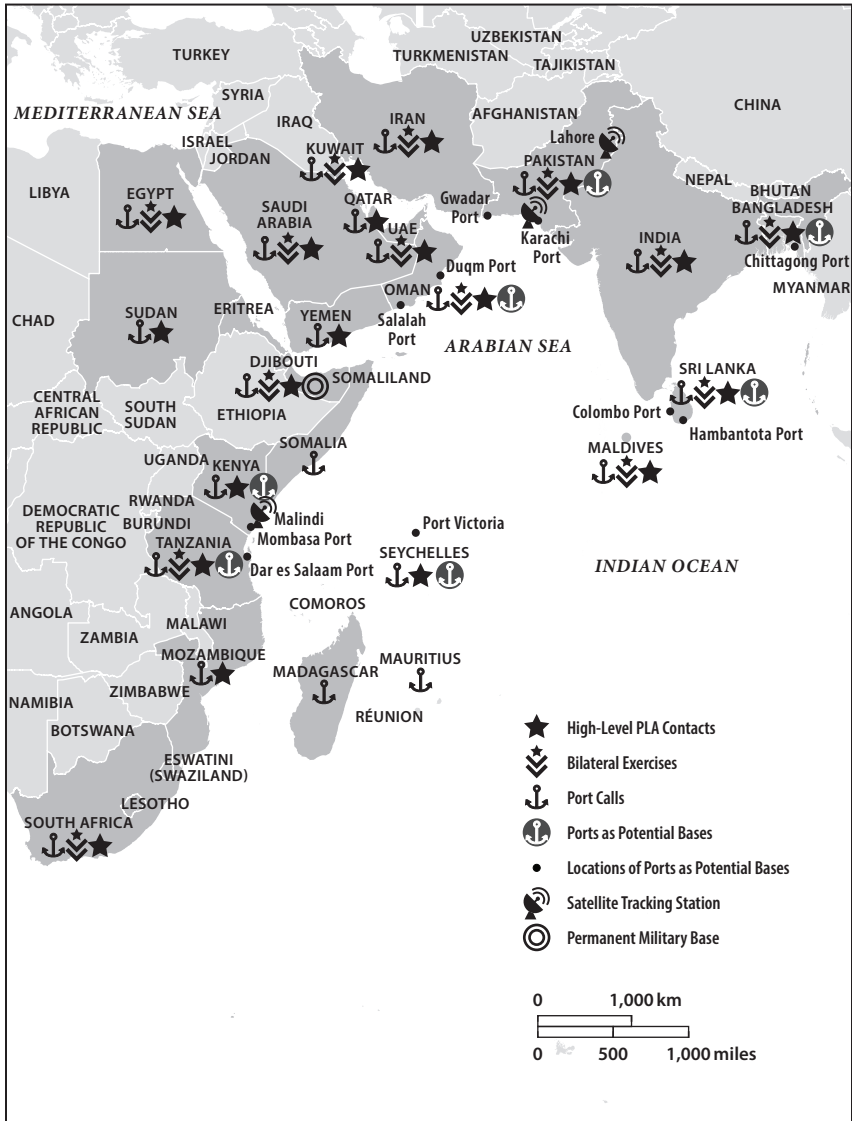 UZBEKISTAN
TURKEY
TURKMENISTAN
TAJIKISTAN
SYRIA
MEDITERRANEAN SEA
CHINA
IRAQ
IRAN
AFGHANISTAN
ISRAEL
JORDAN
KUWAIT
Lahore
PAKISTAN
LIBYA
EGYPT
NEPAL
BHUTAN
BANGLADESH
SAUDI
ARABIA
QATAR
UAE
Gwadar
Port
Karachi
Port
INDIA
Chittagong Port
Duqm Port
MYANMAR
OMAN
ERITREA
SUDAN
YEMEN
Salalah
Port
CHAD
ARABIAN SEA
DJIBOUTI
SOMALILAND
SRI LANKA
CENTRAL
AFRICAN
REPUBLIC
SOUTH
SUDAN
ETHIOPIA
Colombo Port
Hambantota Port
SOMALIA
MALDIVES
UGANDA
KENYA
RWANDA
DEMOCRATIC
REPUBLIC
OF THE CONGO
BURUNDI
Malindi
Mombasa Port
Port Victoria
TANZANIA
SEYCHELLES
Dar es Salaam Port
INDIAN OCEAN
COMOROS
ANGOLA
MALAWI
ZAMBIA
MOZAMBIQUE
MADAGASCAR
MAURITIUS
ZIMBABWE
NAMIBIA
RÉUNION
BOTSWANA
ESWATINI
(SWAZILAND)
LESOTHO
SOUTH AFRICA
High-Level PLA Contacts
Bilateral Exercises
Port Calls
Ports as Potential Bases
Locations of Ports as Potential Bases
Satellite Tracking Station
Permanent Military Base
0 1,000 km
0 500 1,000 miles